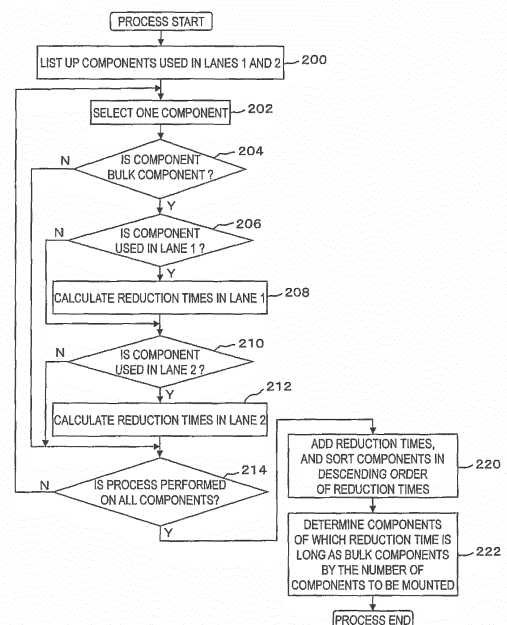 PROCESS START
LIST UP COMPONENTS USED IN LANES 1 AND 2
200
SELECT ONE COMPONENT
202
N
IS COMPONENT
BULK COMPONENT ?
204
Y
N
IS COMPONENT
USED IN LANE 1 ?
206
Y
CALCULATE REDUCTION TIMES IN LANE 1
208
N
IS COMPONENT
USED IN LANE 2 ?
210
Y
212
CALCULATE REDUCTION TIMES IN LANE 2
N
IS PROCESS PERFORMED
ON ALL COMPONENTS?
214
Y
ADD REDUCTION TIMES,
AND SORT COMPONENTS IN
DESCENDING ORDER
OF REDUCTION TIMES
220
DETERMINE COMPONENTS
OF WHICH REDUCTION TIME IS
LONG AS BULK COMPONENTS
BY THE NUMBER OF
COMPONENTS TO BE MOUNTED
222
PROCESS END